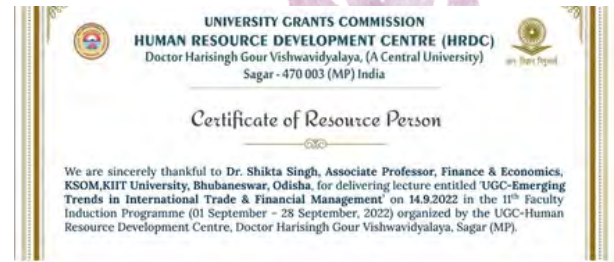 UNIVERSITY GRANTS COMMISSION
HUMAN RESOURCE DEVELOPMENT CENTRE (HRDC)
Doctor Harisingh Gour Vishwavidyalaya, (A Central University)
Sagar - 470 003 (MP) India
Certificate of Resource Person
We are sincerely thankful to Dr. Shikta Singh, Associate Professor, Finance & Economics,
KSOM,KIIT University, Bhubaneswar, Odisha, for delivering lecture entitled 'UGC-Emerging
Trends in International Trade & Financial Management' on 14.9.2022 in the 11th Faculty
Induction Programme (01 September - 28 September, 2022) organized by the UGC-Human
Resource Development Centre, Doctor Harisingh Gour Vishwavidyalaya, Sagar (MP).